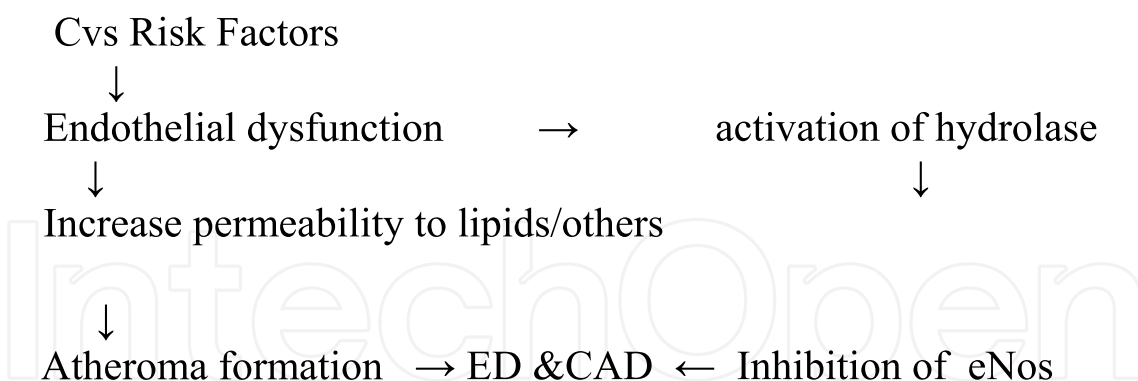 Cvs Risk Factors
↓
Endothelial dysfunction → activation of hydrolase
↓ ↓
Increase permeability to lipids/others
↓
Atheroma formation → ED &CAD ← Inhibition of eNos
IntechOpen